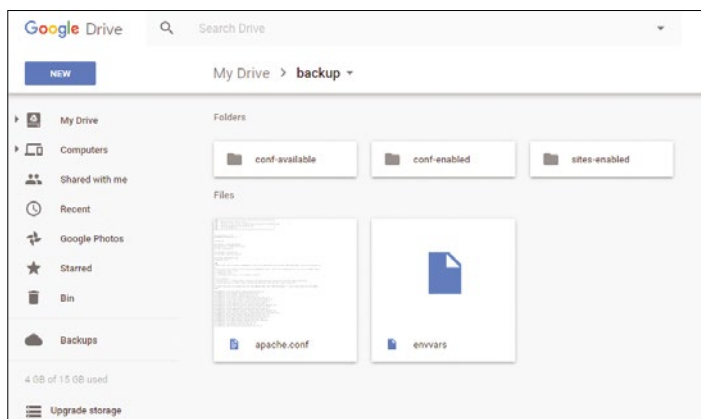 Google Drive
Search Drive
NEW
My Drive > backup
My Drive
Computers
Shared with me
Recent
Google Photos
Starred
Bin
Backups
4 GB of 15 GB used
Upgrade storage
Folders
conf-available
conf-enabled
sites-enabled
Files
apache.conf
envvars